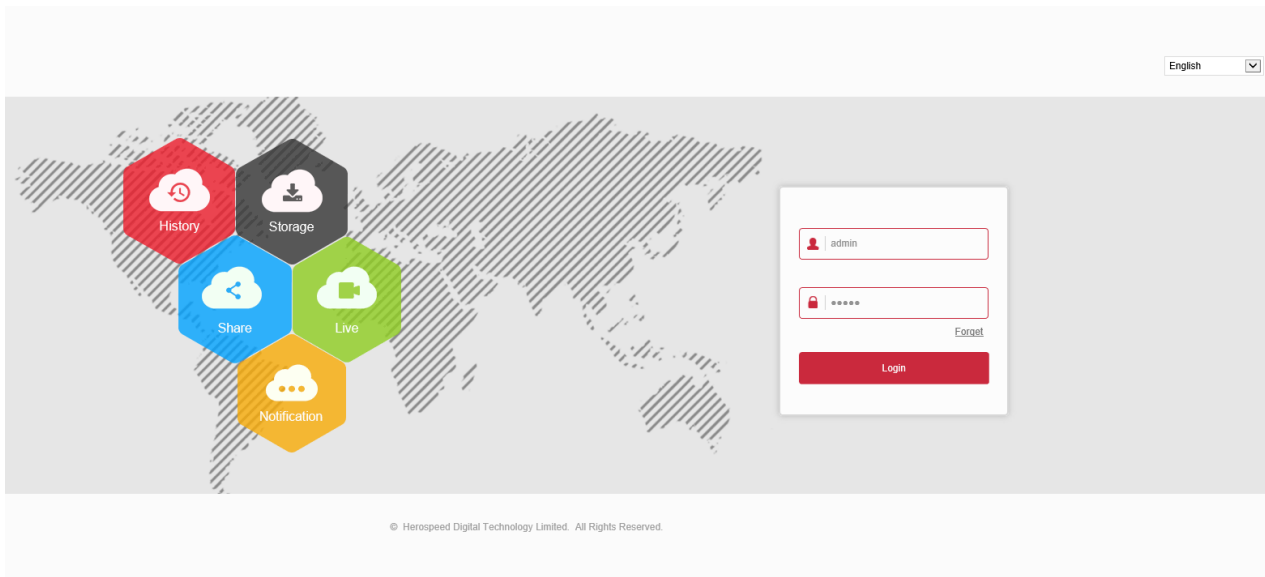 English
History
Storage
Share
Live
Notification
admin
•••••
Forget
Login
© Herospeed Digital Technology Limited. All Rights Reserved.